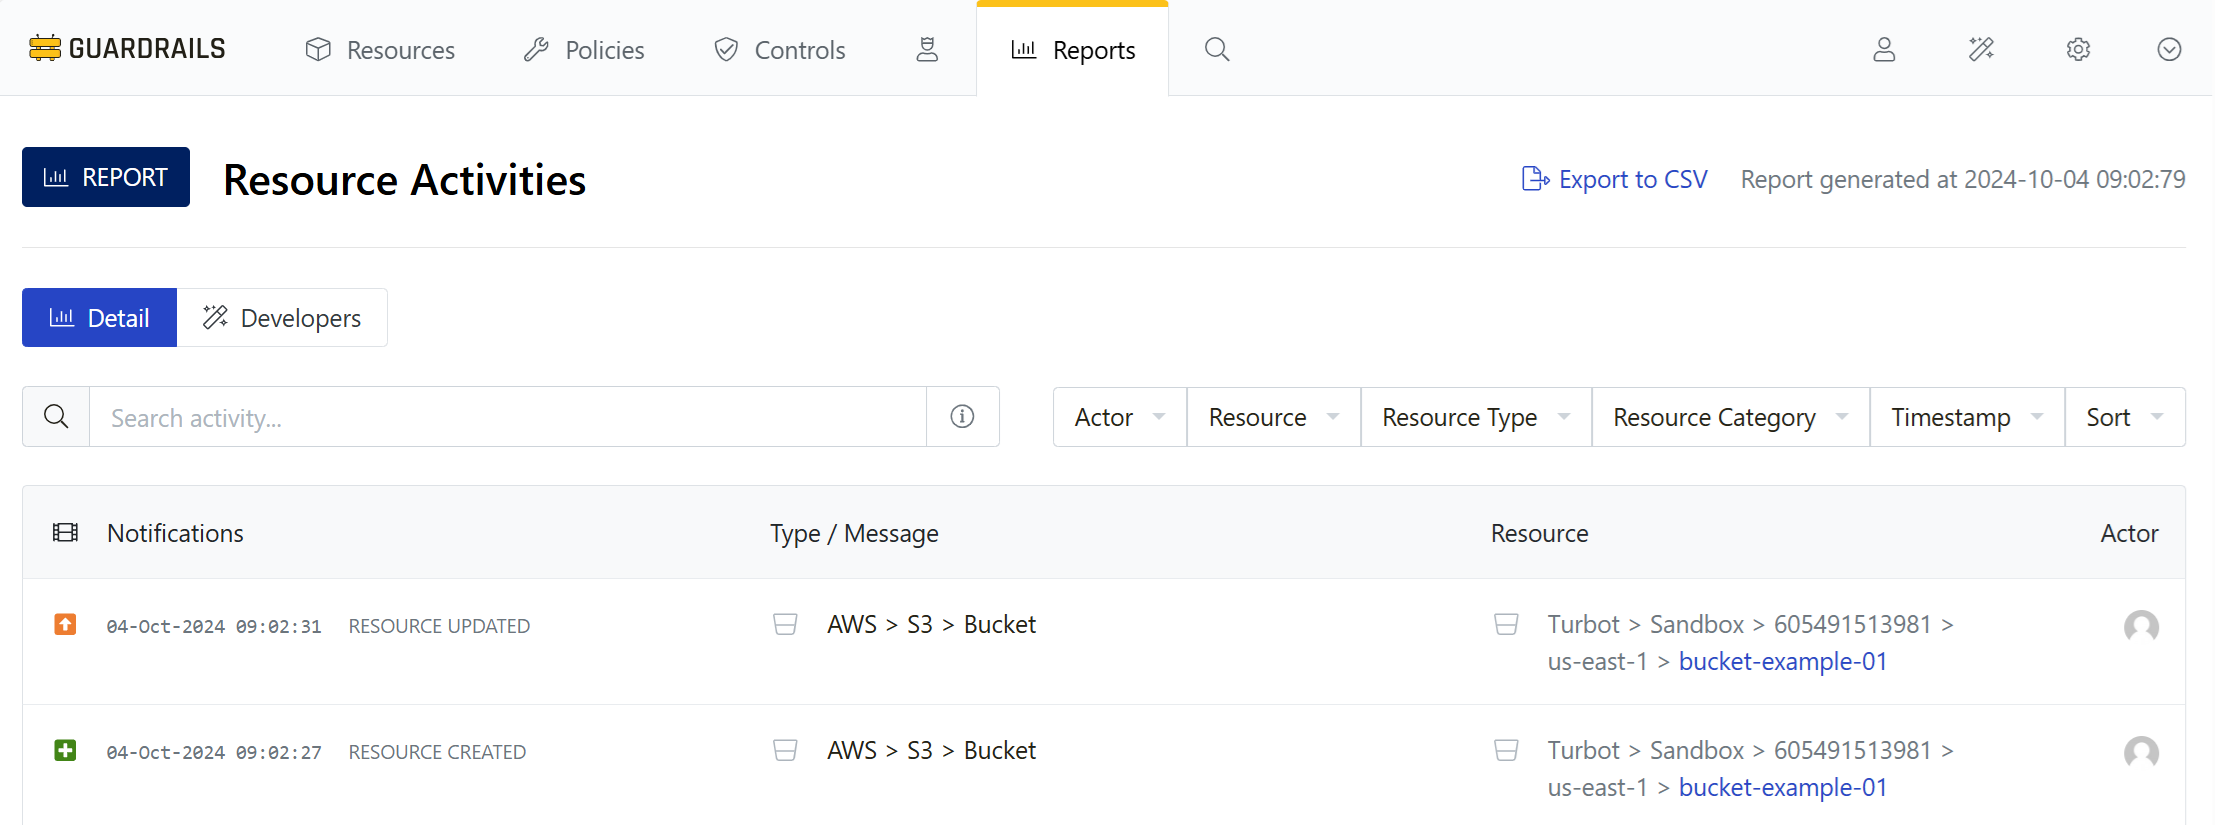 GUARDRAILS Resources Policies Controls Reports
REPORT Resource Activities Export to CSV Report generated at 2024-10-04 09:02:79
Detail Developers
Search activity... Actor Resource Resource Type Resource Category Timestamp Sort
Notifications Type / Message Resource Actor
04-Oct-2024 09:02:31 RESOURCE UPDATED AWS > S3 > Bucket Turbot > Sandbox > 605491513981 >
us-east-1 > bucket-example-01
04-Oct-2024 09:02:27 RESOURCE CREATED AWS > S3 > Bucket Turbot > Sandbox > 605491513981 >
us-east-1 > bucket-example-01